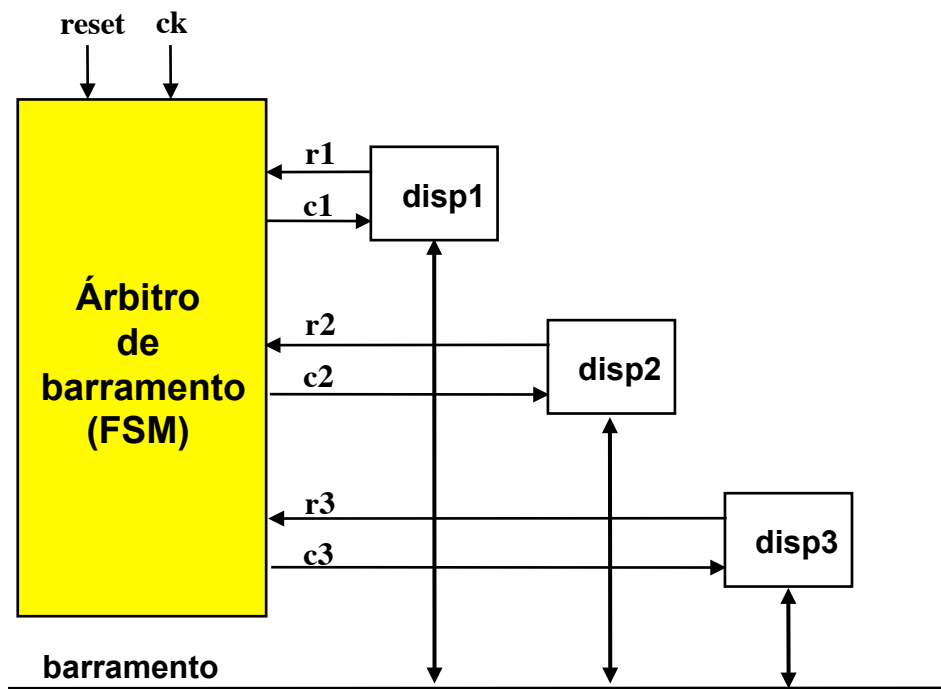 reset ck
r1
disp1
c1
Árbitro
de
barramento
(FSM)
r2
disp2
c2
r3
disp3
c3
barramento